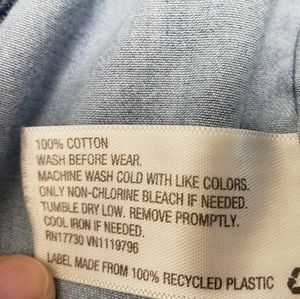 100% COTTON
WASH BEFORE WEAR.
MACHINE WASH COLD WITH LIKE COLORS.
ONLY NON-CHLORINE BLEACH IF NEEDED.
TUMBLE DRY LOW. REMOVE PROMPTLY.
COOL IRON IF NEEDED.
RN17730 VN1119796
LABEL MADE FROM 100% RECYCLED PLASTIC